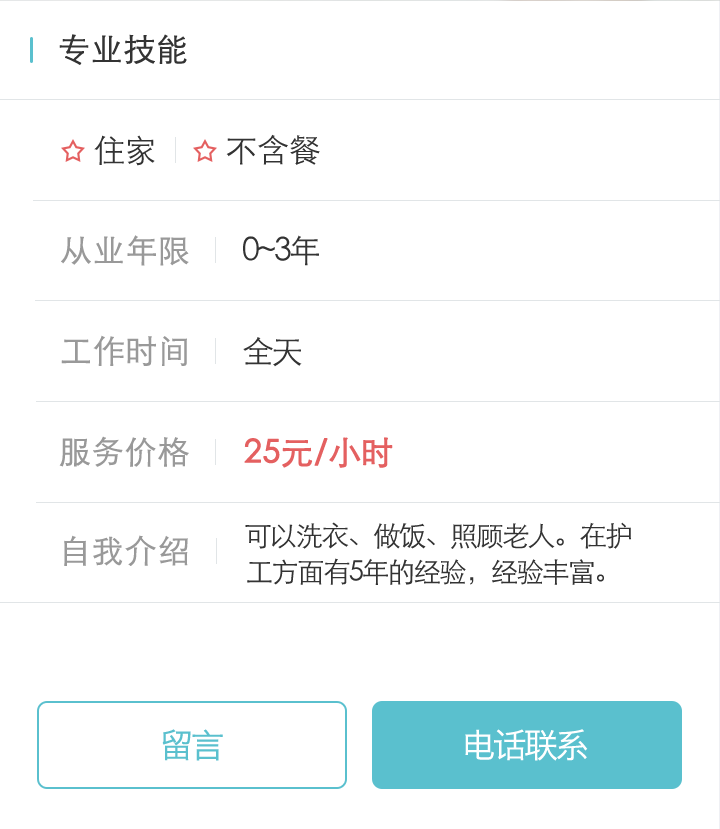 专业技能
住家 不含餐
从业年限 0~3年
工作时间 全天
服务价格 25元/小时
自我介绍 可以洗衣、做饭、照顾老人。在护
工方面有5年的经验，经验丰富。
留言 电话联系